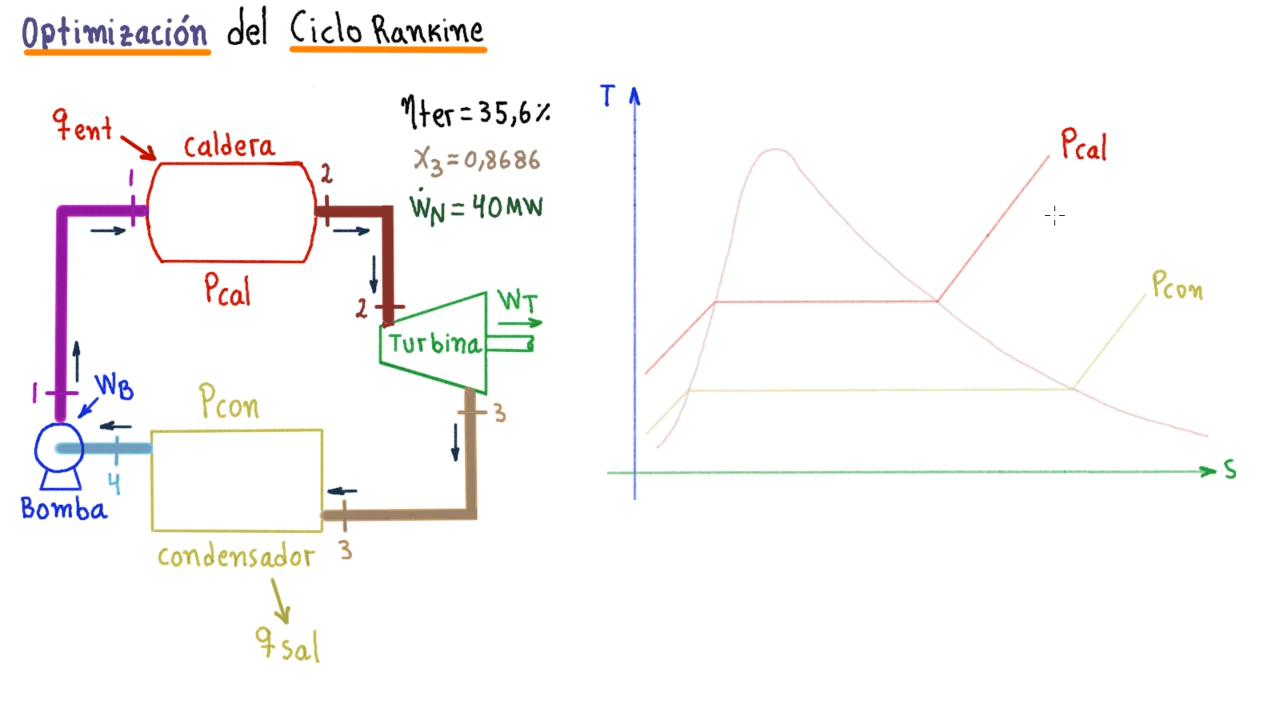 Optimización del Ciclo Rankine
qent
caldera
1
2
Pcal
ηter = 35,6%
X3 = 0,8686
ẆN = 40MW
2
WT
Turbina
3
1
WB
4
Bomba
Pcon
condensador
3
qsal
T
Pcal
Pcon
S